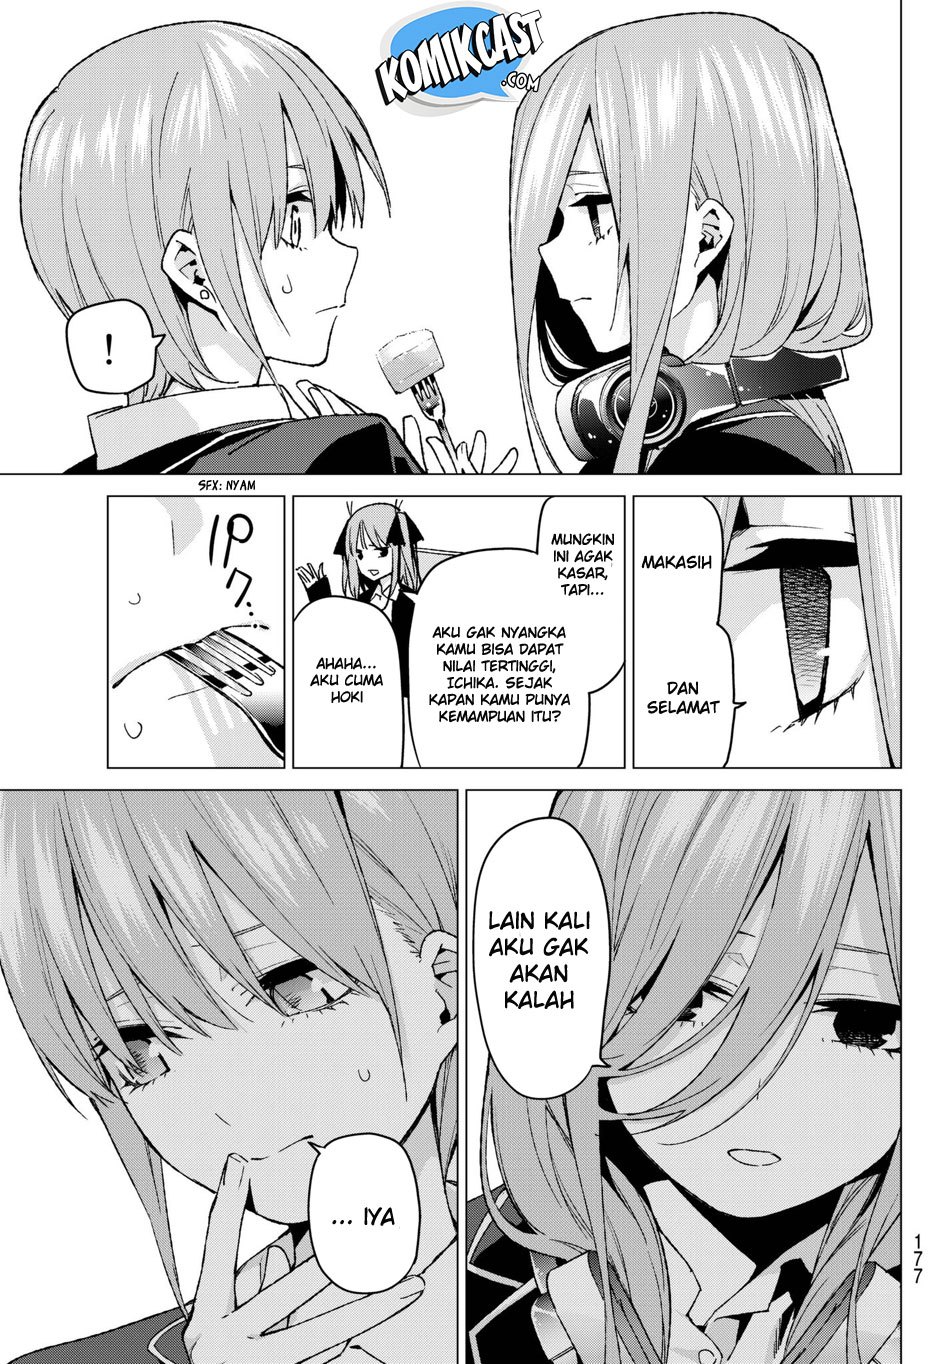 KOMIKCAST
.COM
!
MAKASIH
DAN
SELAMAT
MUNGKIN
INI AGAK
KASAR,
TAPI...
AKU GAK NYANGKA
KAMU BISA DAPAT
NILAI TERTINGGI,
ICHIKA. SEJAK
KAPAN KAMU PUNYA
KEMAMPUAN ITU?
AHAHA...
AKU CUMA
HOKI
SFX: NYAM
パク...
LAIN KALI
AKU GAK
AKAN
KALAH
... IYA
177